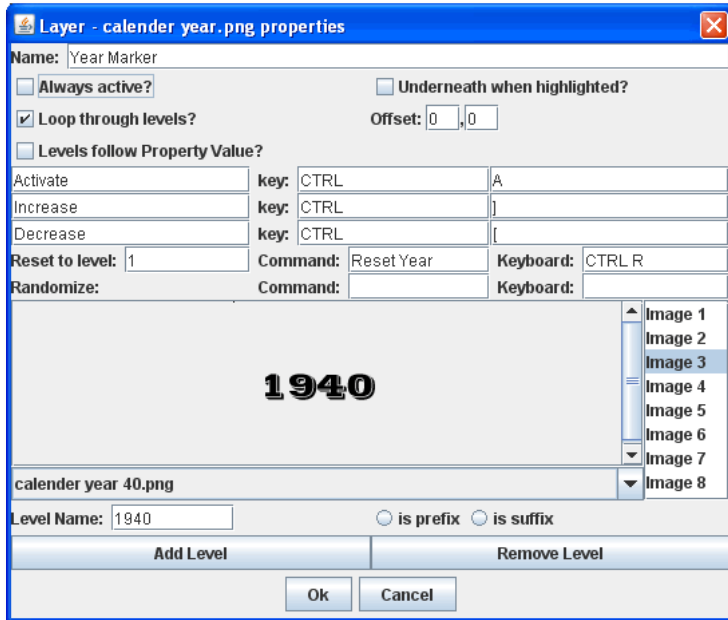 Layer - calender year.png properties
Name: Year Marker
Always active? Underneath when highlighted?
Loop through levels? Offset: 0 ,0
Levels follow Property Value?
Activate key: CTRL A
Increase key: CTRL ]
Decrease key: CTRL [
Reset to level: 1 Command: Reset Year Keyboard: CTRL R
Randomize: Command: Keyboard:
Image 1
Image 2
Image 3
1940
Image 4
Image 5
Image 6
Image 7
calender year 40.png Image 8
Level Name: 1940 is prefix is suffix
Add Level Remove Level
Ok Cancel